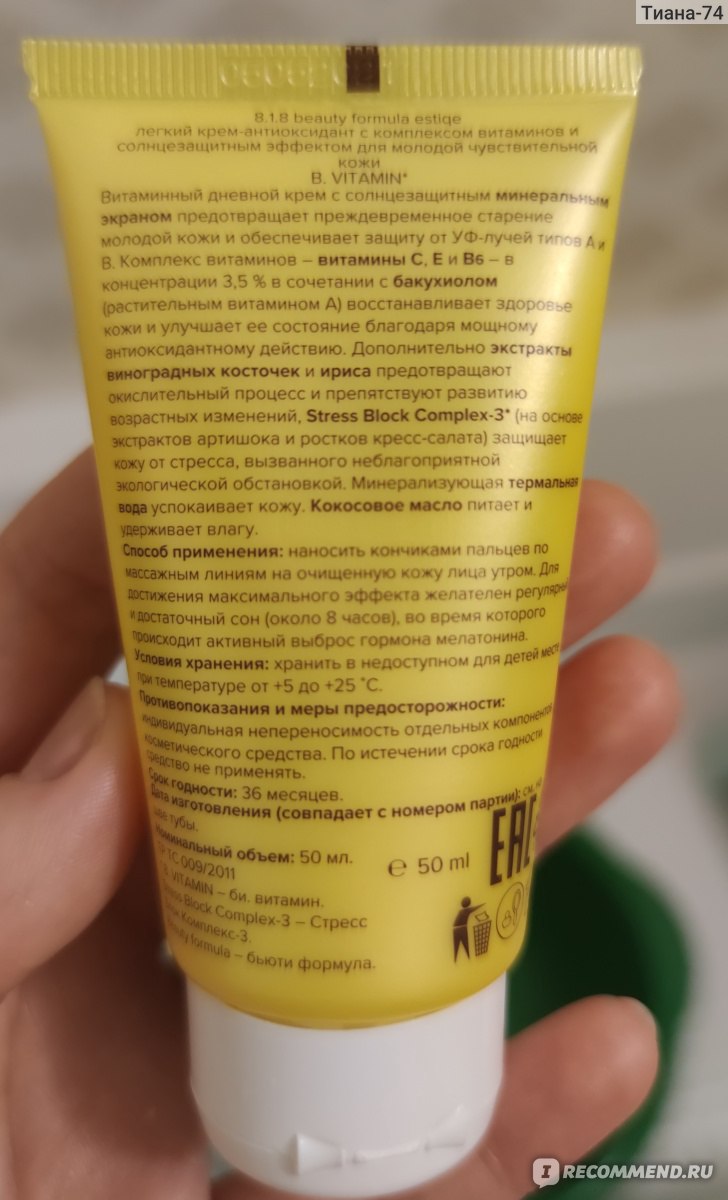 Тиана-74
8.1.8 beauty formula estiqe
легкий крем-антиоксидант с комплексом витаминов и
солнцезащитным эффектом для молодой чувствительной
кожи
B. VITAMIN*
Витаминный дневной крем с солнцезащитным минеральным
экраном предотвращает преждевременное старение
молодой кожи и обеспечивает защиту от УФ-лучей типов А и
В. Комплекс витаминов – витамины С, Е и В6 – в
концентрации 3,5 % в сочетании с бакухиолом
(растительным витамином А) восстанавливает здоровье
кожи и улучшает ее состояние благодаря мощному
антиоксидантному действию. Дополнительно экстракты
виноградных косточек и ириса предотвращают
окислительный процесс и препятствуют развитию
возрастных изменений, Stress Block Complex-3* (на основе
экстрактов артишока и ростков кресс-салата) защищает
кожу от стресса, вызванного неблагоприятной
экологической обстановкой. Минерализующая термальная
вода успокаивает кожу. Кокосовое масло питает и
удерживает влагу.
Способ применения: наносить кончиками пальцев по
массажным линиям на очищенную кожу лица утром. Для
достижения максимального эффекта желателен регулярный
и достаточный сон (около 8 часов), во время которого
происходит активный выброс гормона мелатонина.
Условия хранения: хранить в недоступном для детей месте
при температуре от +5 до +25 °С.
Противопоказания и меры предосторожности:
индивидуальная непереносимость отдельных компонентов
косметического средства. По истечении срока годности
средство не применять.
Срок годности: 36 месяцев.
Дата изготовления (совпадает с номером партии): см. на
шве тубы.
Номинальный объем: 50 мл.
ТР ТС 009/2011
B. VITAMIN – би. витамин.
Stress Block Complex-3 – Стресс
Блок Комплекс-3.
Beauty formula – бьюти формула.
℮ 50 ml
EAC
IRECOMMEND.RU